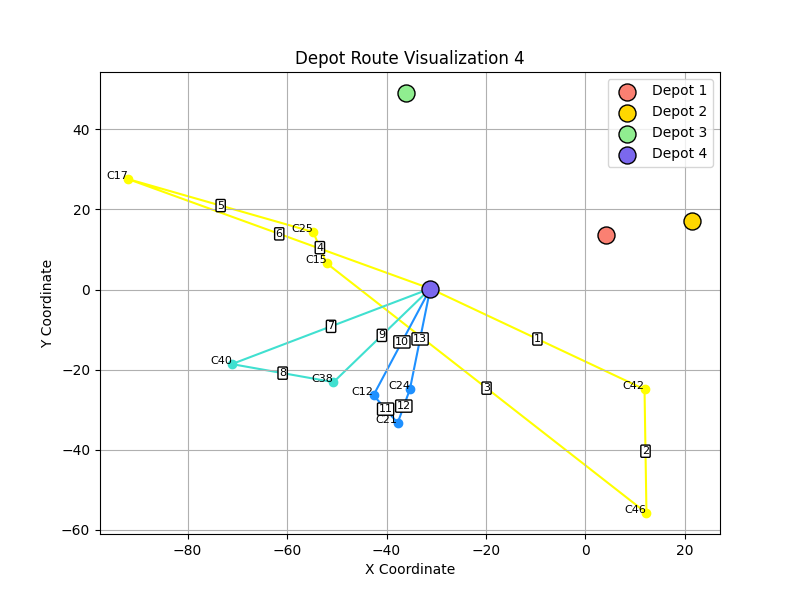 Depot Route Visualization 4
Depot 1
Depot 2
Depot 3
Depot 4
Y Coordinate
40
20
0
−20
−40
−60
C17
5
6
C25
4
C15
7
9
10
13
1
C40
8
C38
C12
C24
11
12
C21
3
C42
2
C46
−80
−60
−40
−20
0
20
X Coordinate